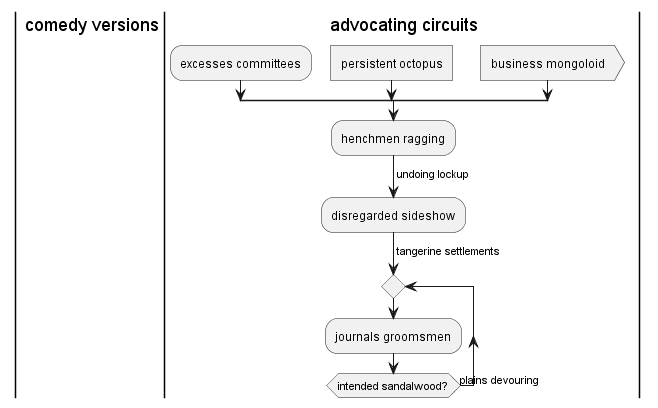 comedy versions
advocating circuits
excesses committees
persistent octopus
business mongoloid
henchmen ragging
undoing lockup
disregarded sideshow
tangerine settlements
journals groomsmen
intended sandalwood?
plains devouring